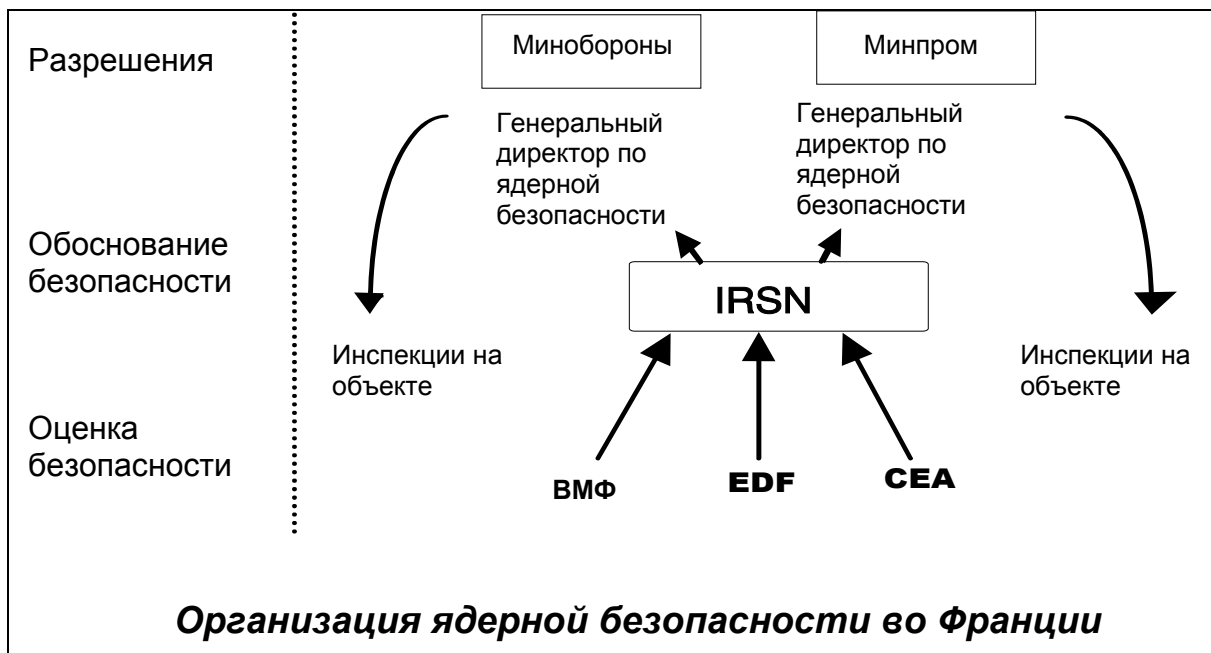 Разрешения
Минобороны
Минпром
Генеральный
директор по
ядерной
безопасности
Генеральный
директор по
ядерной
безопасности
Обоснование
безопасности
IRSN
Инспекции на
объекте
Инспекции на
объекте
Оценка
безопасности
ВМФ
EDF
CEA
Организация ядерной безопасности во Франции